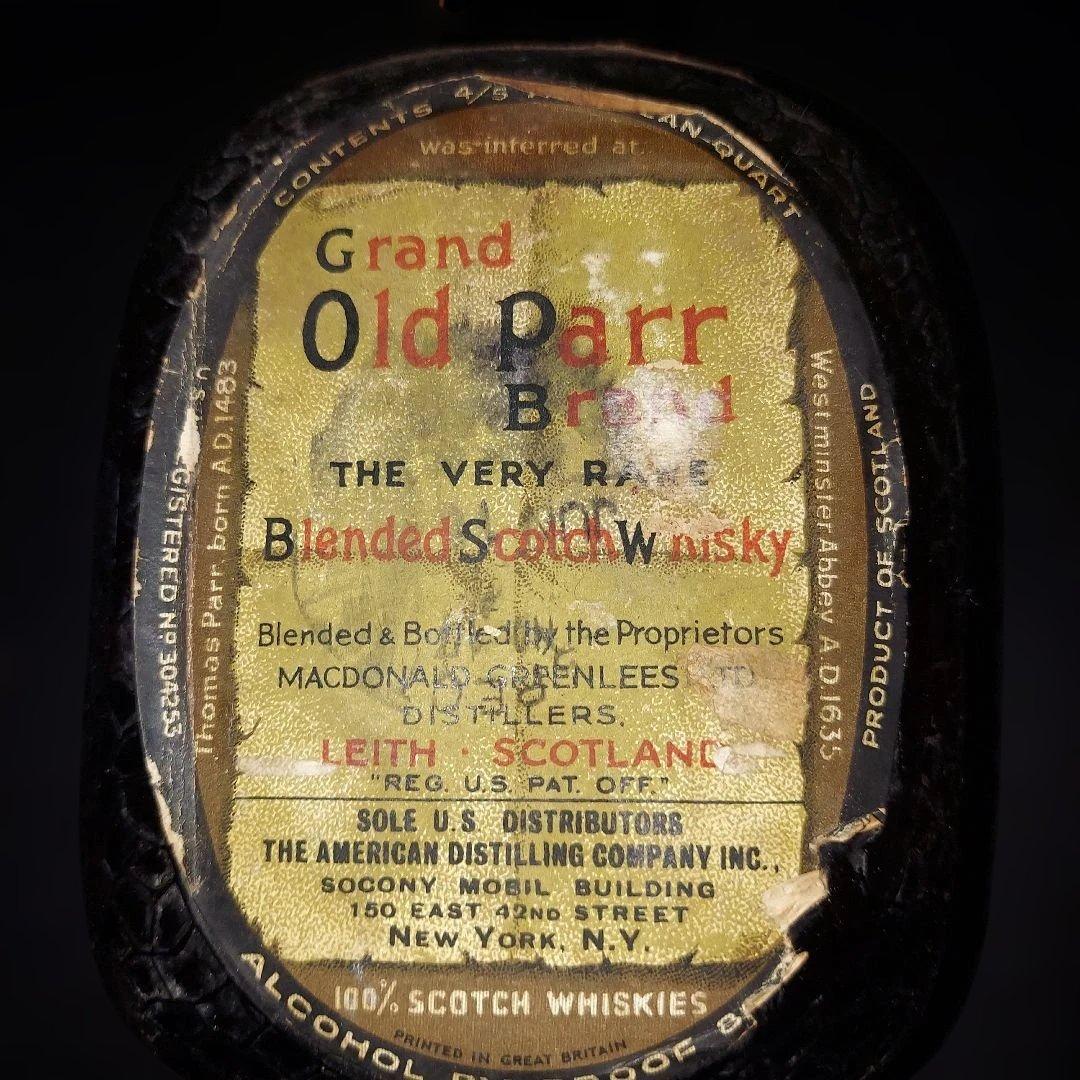 CONTENTS 4/5 QUART
was interred at
Grand
Old Parr
Brand
THE VERY RARE
Blended Scotch Whisky
Blended & Bottled by the Proprietors
MACDONALD GREENLEES LTD
DISTILLERS.
LEITH · SCOTLAND
"REG. U.S. PAT. OFF."
SOLE U.S. DISTRIBUTORS
THE AMERICAN DISTILLING COMPANY INC.,
SOCONY MOBIL BUILDING
150 EAST 42ND STREET
NEW YORK, N.Y.
100% SCOTCH WHISKIES
PRINTED IN GREAT BRITAIN
ALCOHOL
Thomas Parr born A.D.1483
Nº 304253
Westminster Abbey A.D.1635
PRODUCT OF SCOTLAND